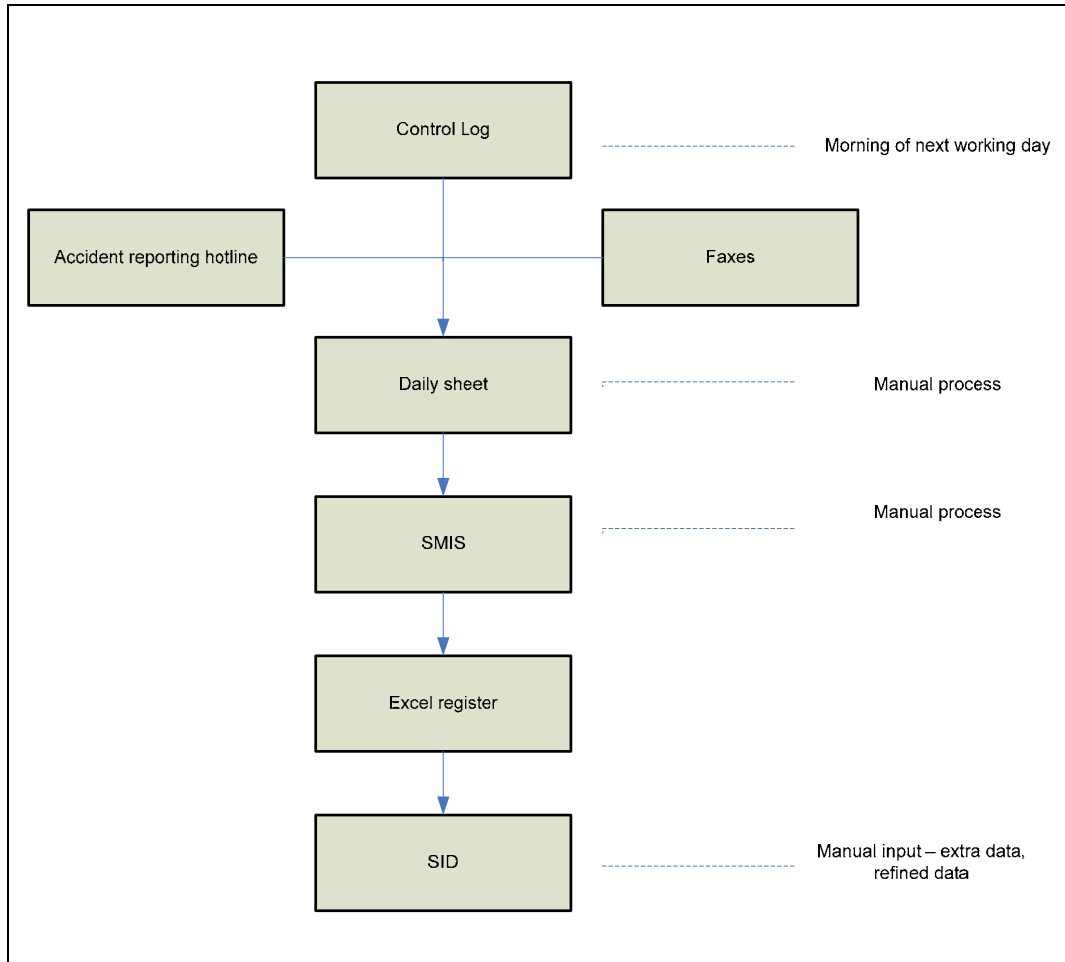 Control Log
Morning of next working day
Accident reporting hotline
Faxes
Daily sheet
Manual process
Manual process
SMIS
Excel register
SID
Manual input – extra data,
refined data